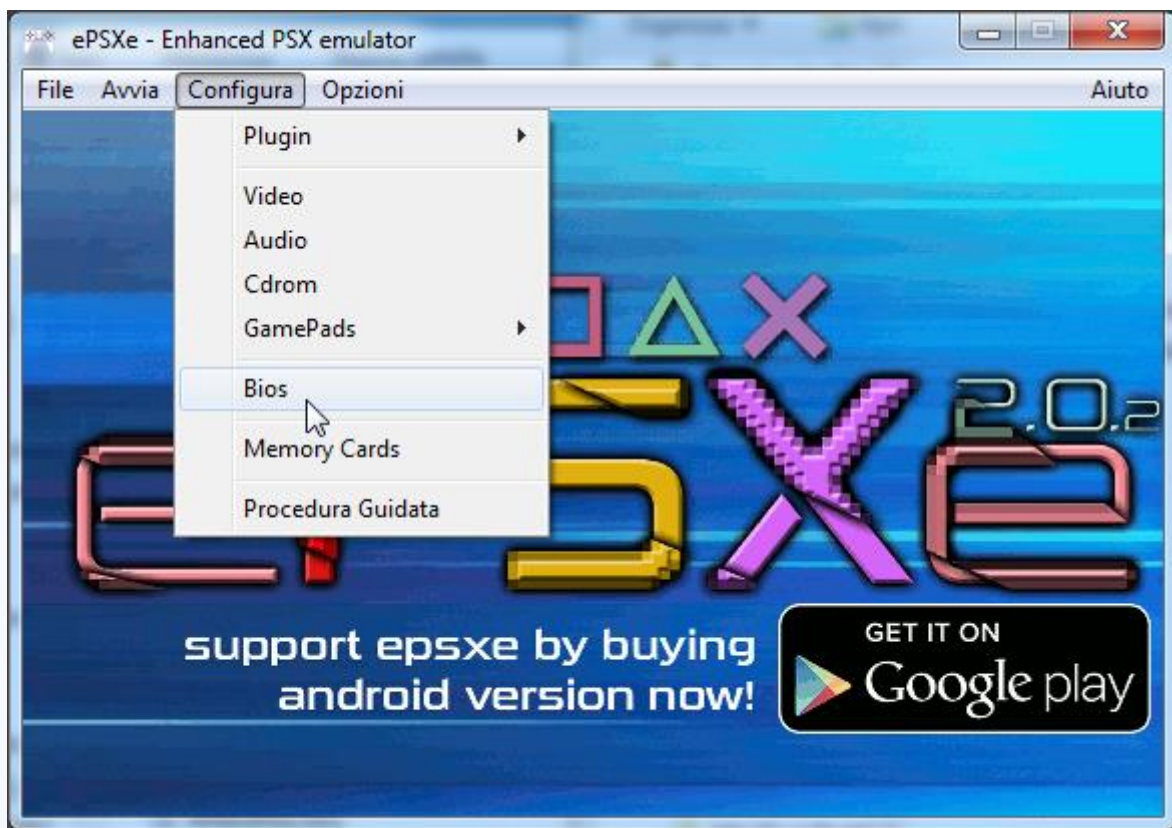 ePSXe - Enhanced PSX emulator
File Avvia Configura Opzioni Aiuto
Plugin
Video
Audio
Cdrom
GamePads
Bios
Memory Cards
Procedura Guidata
ePSXe 2.0.2
support epsxe by buying
android version now!
GET IT ON
Google play